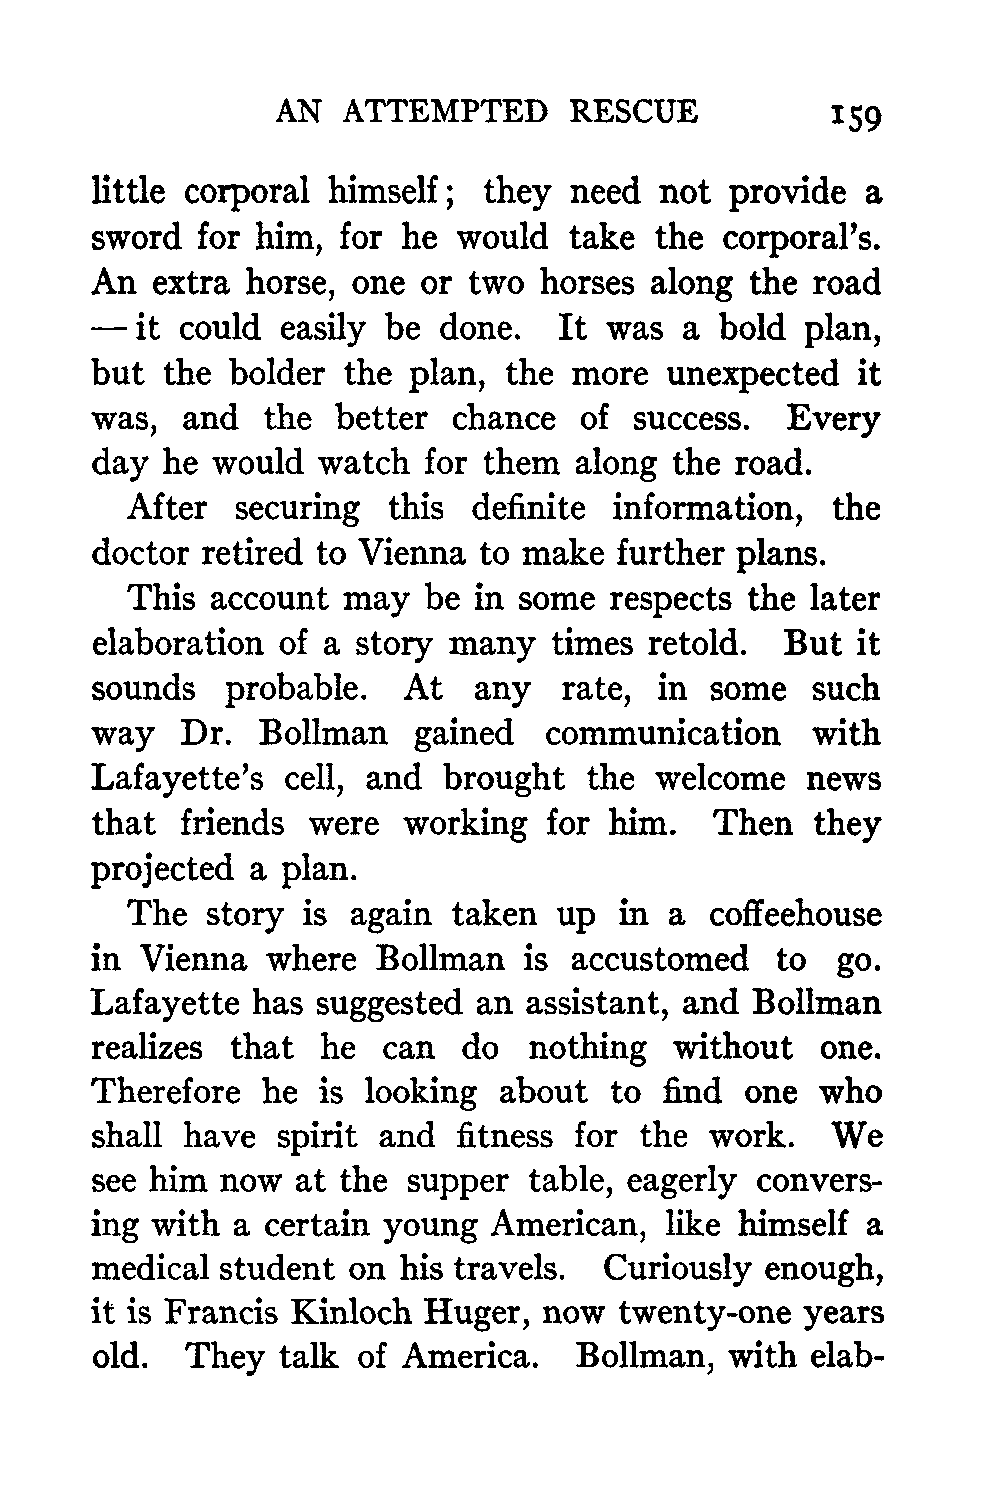 AN ATTEMPTED RESCUE 159
little corporal himself; they need not provide a
sword for him, for he would take the corporal's.
An extra horse, one or two horses along the road
— it could easily be done. It was a bold plan,
but the bolder the plan, the more unexpected it
was, and the better chance of success. Every
day he would watch for them along the road.
After securing this definite information, the
doctor retired to Vienna to make further plans.
This account may be in some respects the later
elaboration of a story many times retold. But it
sounds probable. At any rate, in some such
way Dr. Bollman gained communication with
Lafayette's cell, and brought the welcome news
that friends were working for him. Then they
projected a plan.
The story is again taken up in a coffeehouse
in Vienna where Bollman is accustomed to go.
Lafayette has suggested an assistant, and Bollman
realizes that he can do nothing without one.
Therefore he is looking about to find one who
shall have spirit and fitness for the work. We
see him now at the supper table, eagerly convers-
ing with a certain young American, like himself a
medical student on his travels. Curiously enough,
it is Francis Kinloch Huger, now twenty-one years
old. They talk of America. Bollman, with elab-